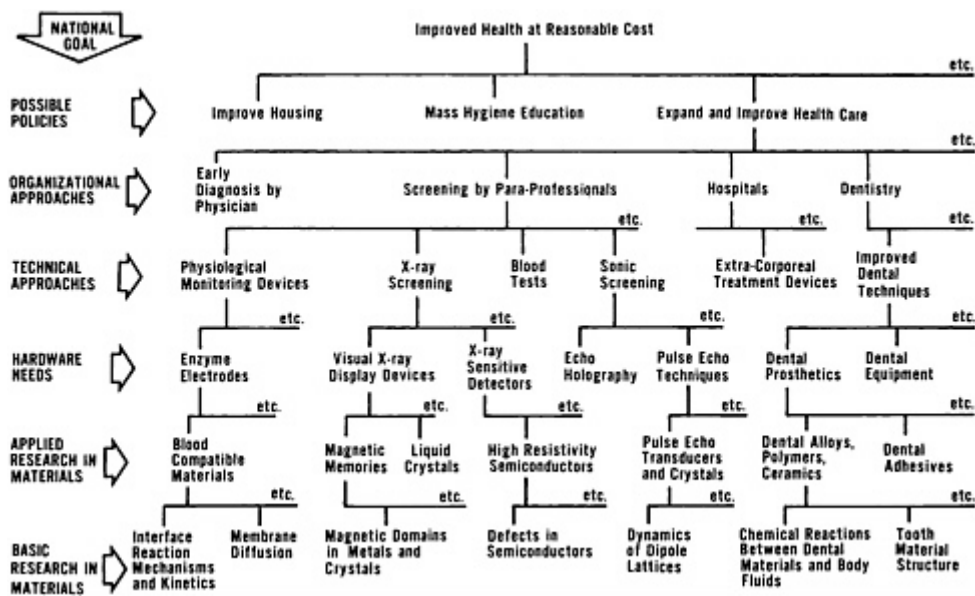 NATIONAL
GOAL
Improved Health at Reasonable Cost
etc.
POSSIBLE
POLICIES
Improve Housing
Mass Hygiene Education
Expand and Improve Health Care
etc.
ORGANIZATIONAL
APPROACHES
Early
Diagnosis by
Physician
Screening by Para-Professionals
Hospitals
Dentistry
etc.
etc.
etc.
TECHNICAL
APPROACHES
Physiological
Monitoring Devices
X-ray
Screening
Blood
Tests
Sonic
Screening
Extra-Corporeal
Treatment Devices
Improved
Dental
Techniques
etc.
etc.
etc.
etc.
HARDWARE
NEEDS
Enzyme
Electrodes
Visual X-ray
Display Devices
X-ray
Sensitive
Detectors
Echo
Holography
Pulse Echo
Techniques
Dental
Prosthetics
Dental
Equipment
etc.
etc.
etc.
etc.
etc.
APPLIED
RESEARCH IN
MATERIALS
Blood
Compatible
Materials
Magnetic
Memories
Liquid
Crystals
High Resistivity
Semiconductors
Pulse Echo
Transducers
and Crystals
Dental Alloys,
Polymers,
Ceramics
Dental
Adhesives
etc.
etc.
etc.
etc.
etc.
BASIC
RESEARCH IN
MATERIALS
Interface
Reaction
Mechanisms
and Kinetics
Membrane
Diffusion
Magnetic Domains
in Metals and
Crystals
Defects in
Semiconductors
Dynamics
of Dipole
Lattices
Chemical Reactions
Between Dental
Materials and Body
Fluids
Tooth
Material
Structure